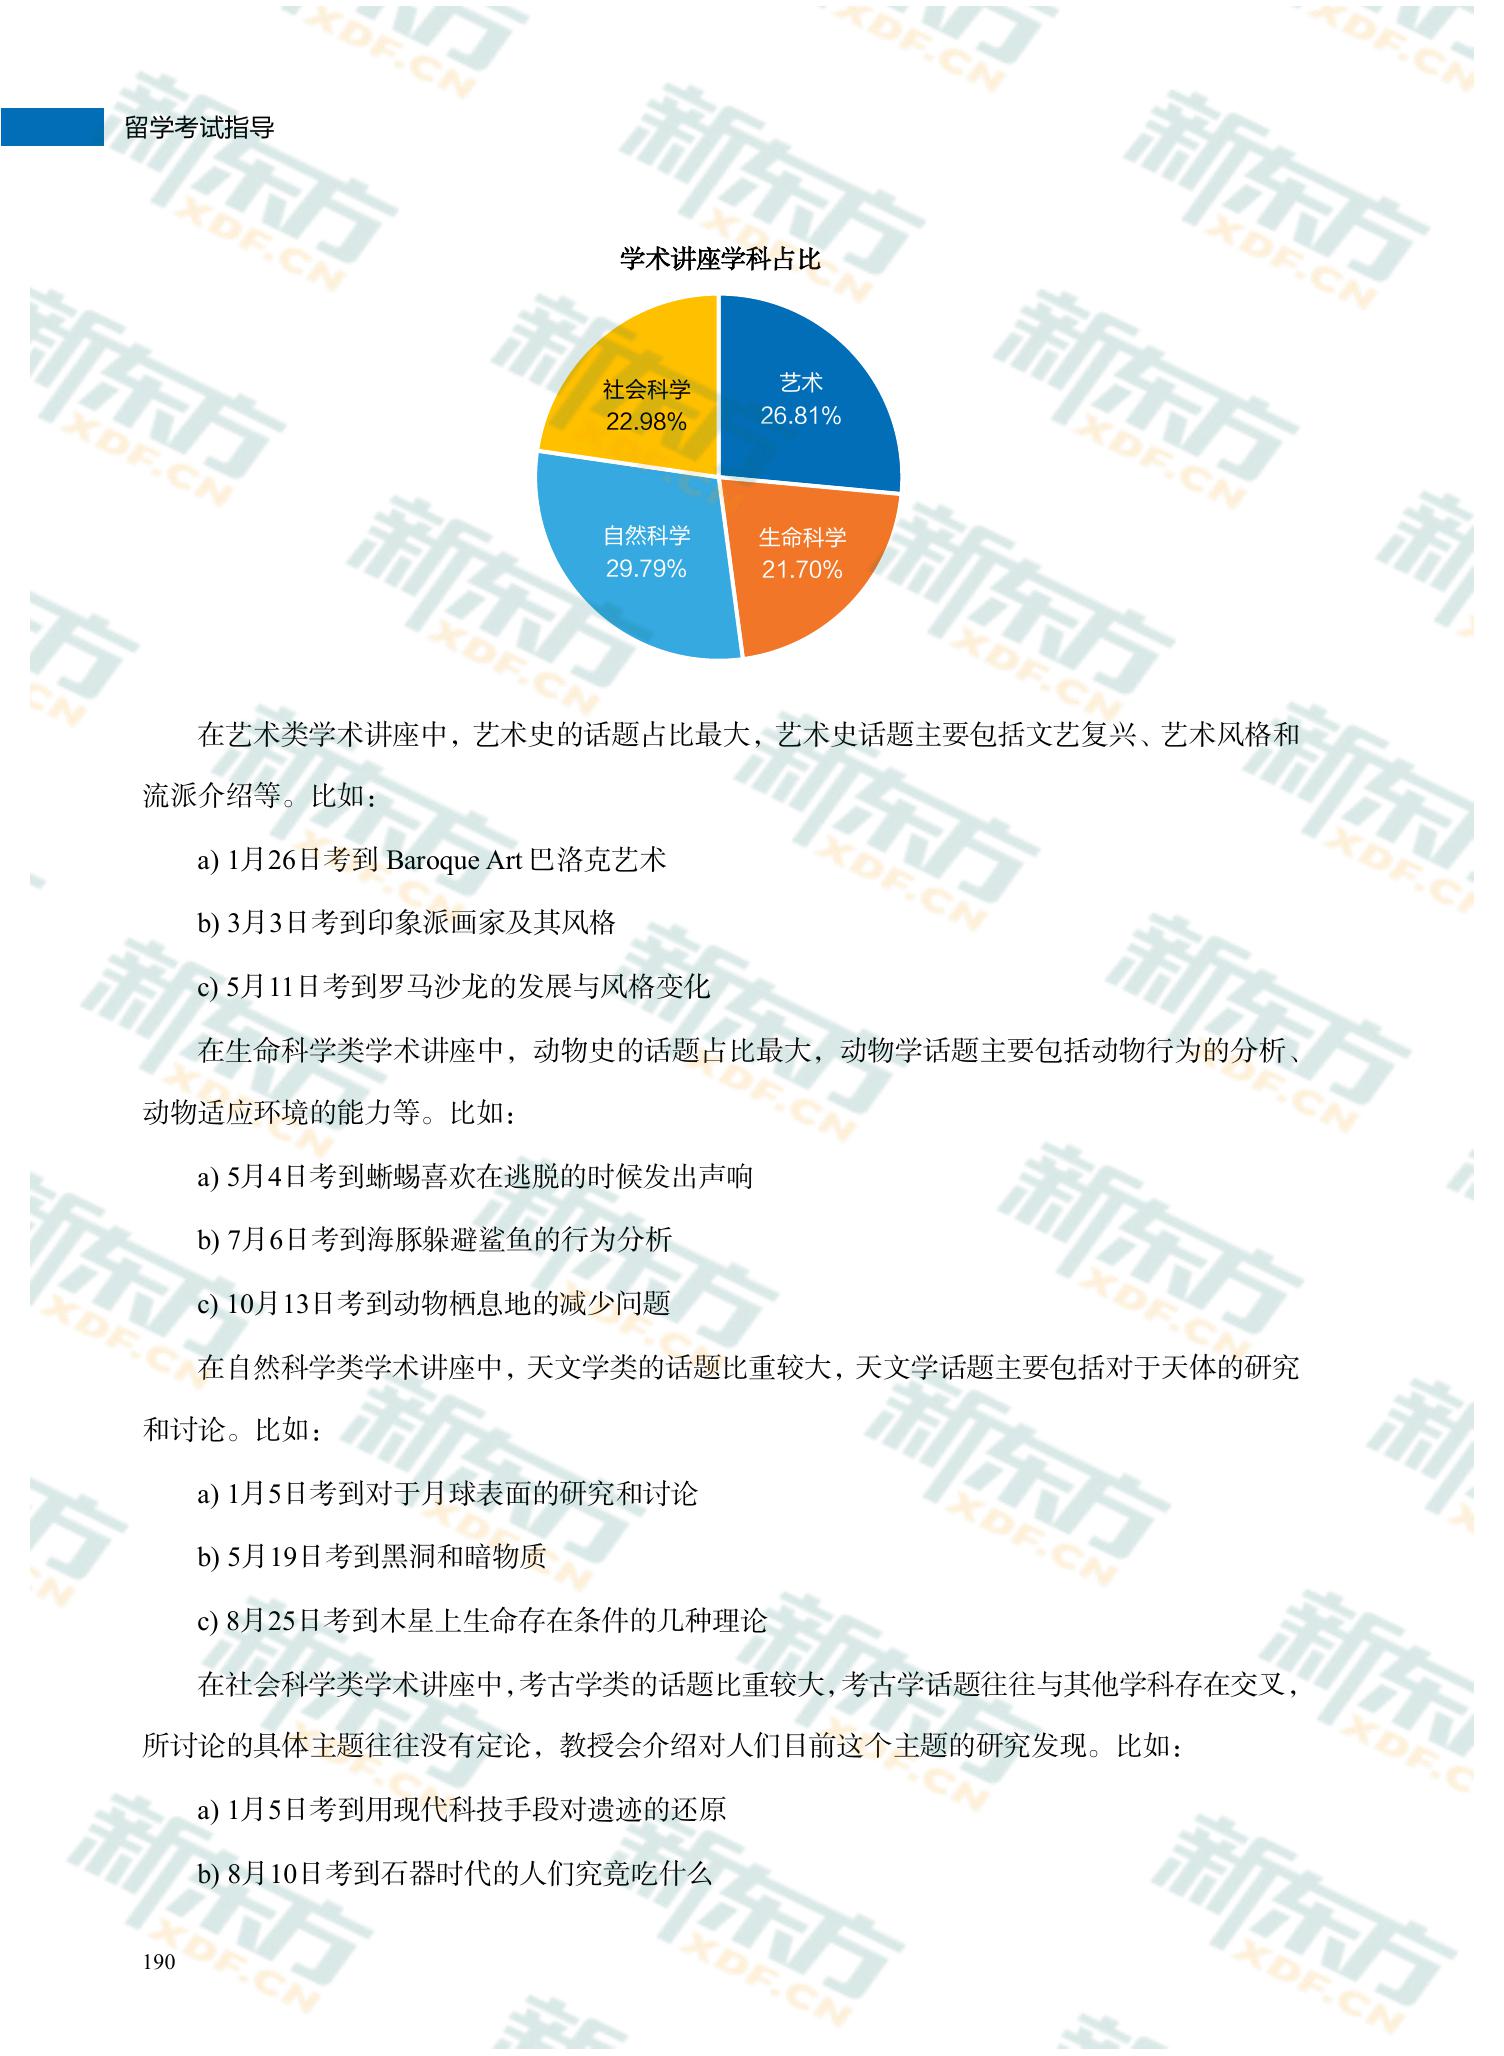 留学考试指导
学术讲座学科占比
社会科学
22.98%
艺术
26.81%
自然科学
29.79%
生命科学
21.70%
在艺术类学术讲座中，艺术史的话题占比最大，艺术史话题主要包括文艺复兴、艺术风格和
流派介绍等。比如：
a) 1月26日考到 Baroque Art 巴洛克艺术
b) 3月3日考到印象派画家及其风格
c) 5月11日考到罗马沙龙的发展与风格变化
在生命科学类学术讲座中，动物史的话题占比最大，动物学话题主要包括动物行为的分析、
动物适应环境的能力等。比如：
a) 5月4日考到蜥蜴喜欢在逃脱的时候发出声响
b) 7月6日考到海豚躲避鲨鱼的行为分析
c) 10月13日考到动物栖息地的减少问题
在自然科学类学术讲座中，天文学类的话题比重较大，天文学话题主要包括对于天体的研究
和讨论。比如：
a) 1月5日考到对于月球表面的研究和讨论
b) 5月19日考到黑洞和暗物质
c) 8月25日考到木星上生命存在条件的几种理论
在社会科学类学术讲座中，考古学类的话题比重较大，考古学话题往往与其他学科存在交叉，
所讨论的具体主题往往没有定论，教授会介绍对人们目前这个主题的研究发现。比如：
a) 1月5日考到用现代科技手段对遗迹的还原
b) 8月10日考到石器时代的人们究竟吃什么
190
新东方
XDF.CN